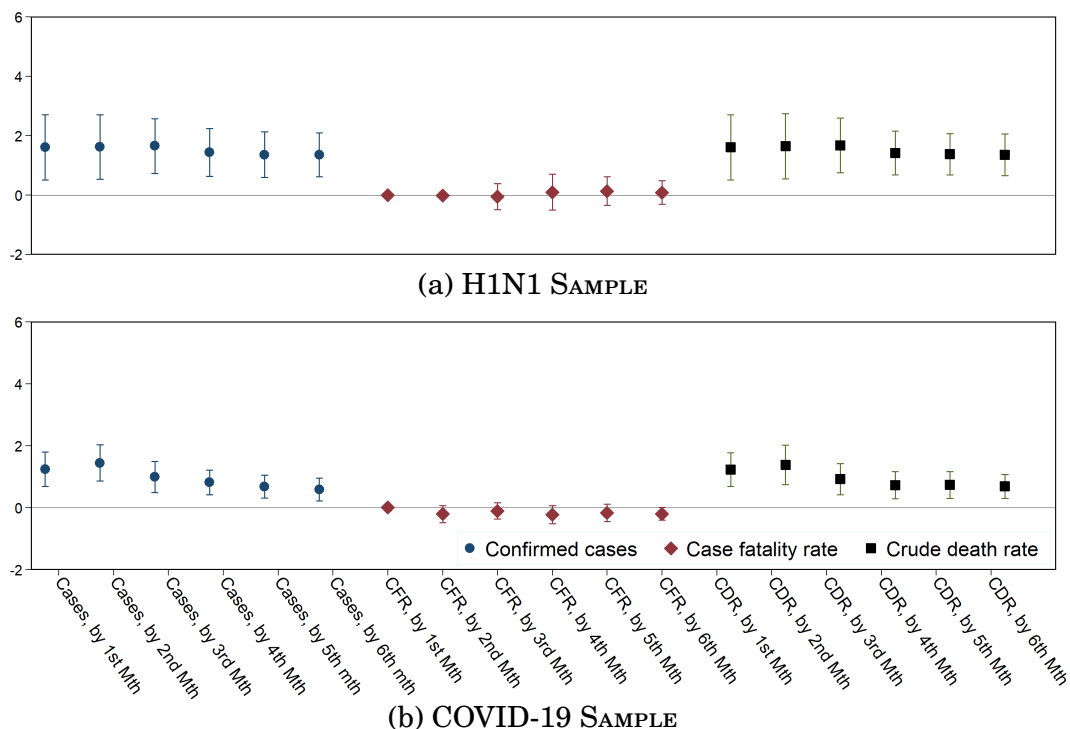 6
4
2
0
-2
(a) H1N1 SAMPLE
6
4
2
0
-2
Confirmed cases
Case fatality rate
Crude death rate
Cases, by 1st Mth
Cases, by 2nd Mth
Cases, by 3rd Mth
Cases, by 4th Mth
Cases, by 5th mth
Cases, by 6th mth
CFR, by 1st Mth
CFR, by 2nd Mth
CFR, by 3rd Mth
CFR, by 4th Mth
CFR, by 5th Mth
CFR, by 6th Mth
CDR, by 1st Mth
CDR, by 2nd Mth
CDR, by 3rd Mth
CDR, by 4th Mth
CDR, by 5th Mth
CDR, by 6th Mth
(b) COVID-19 SAMPLE